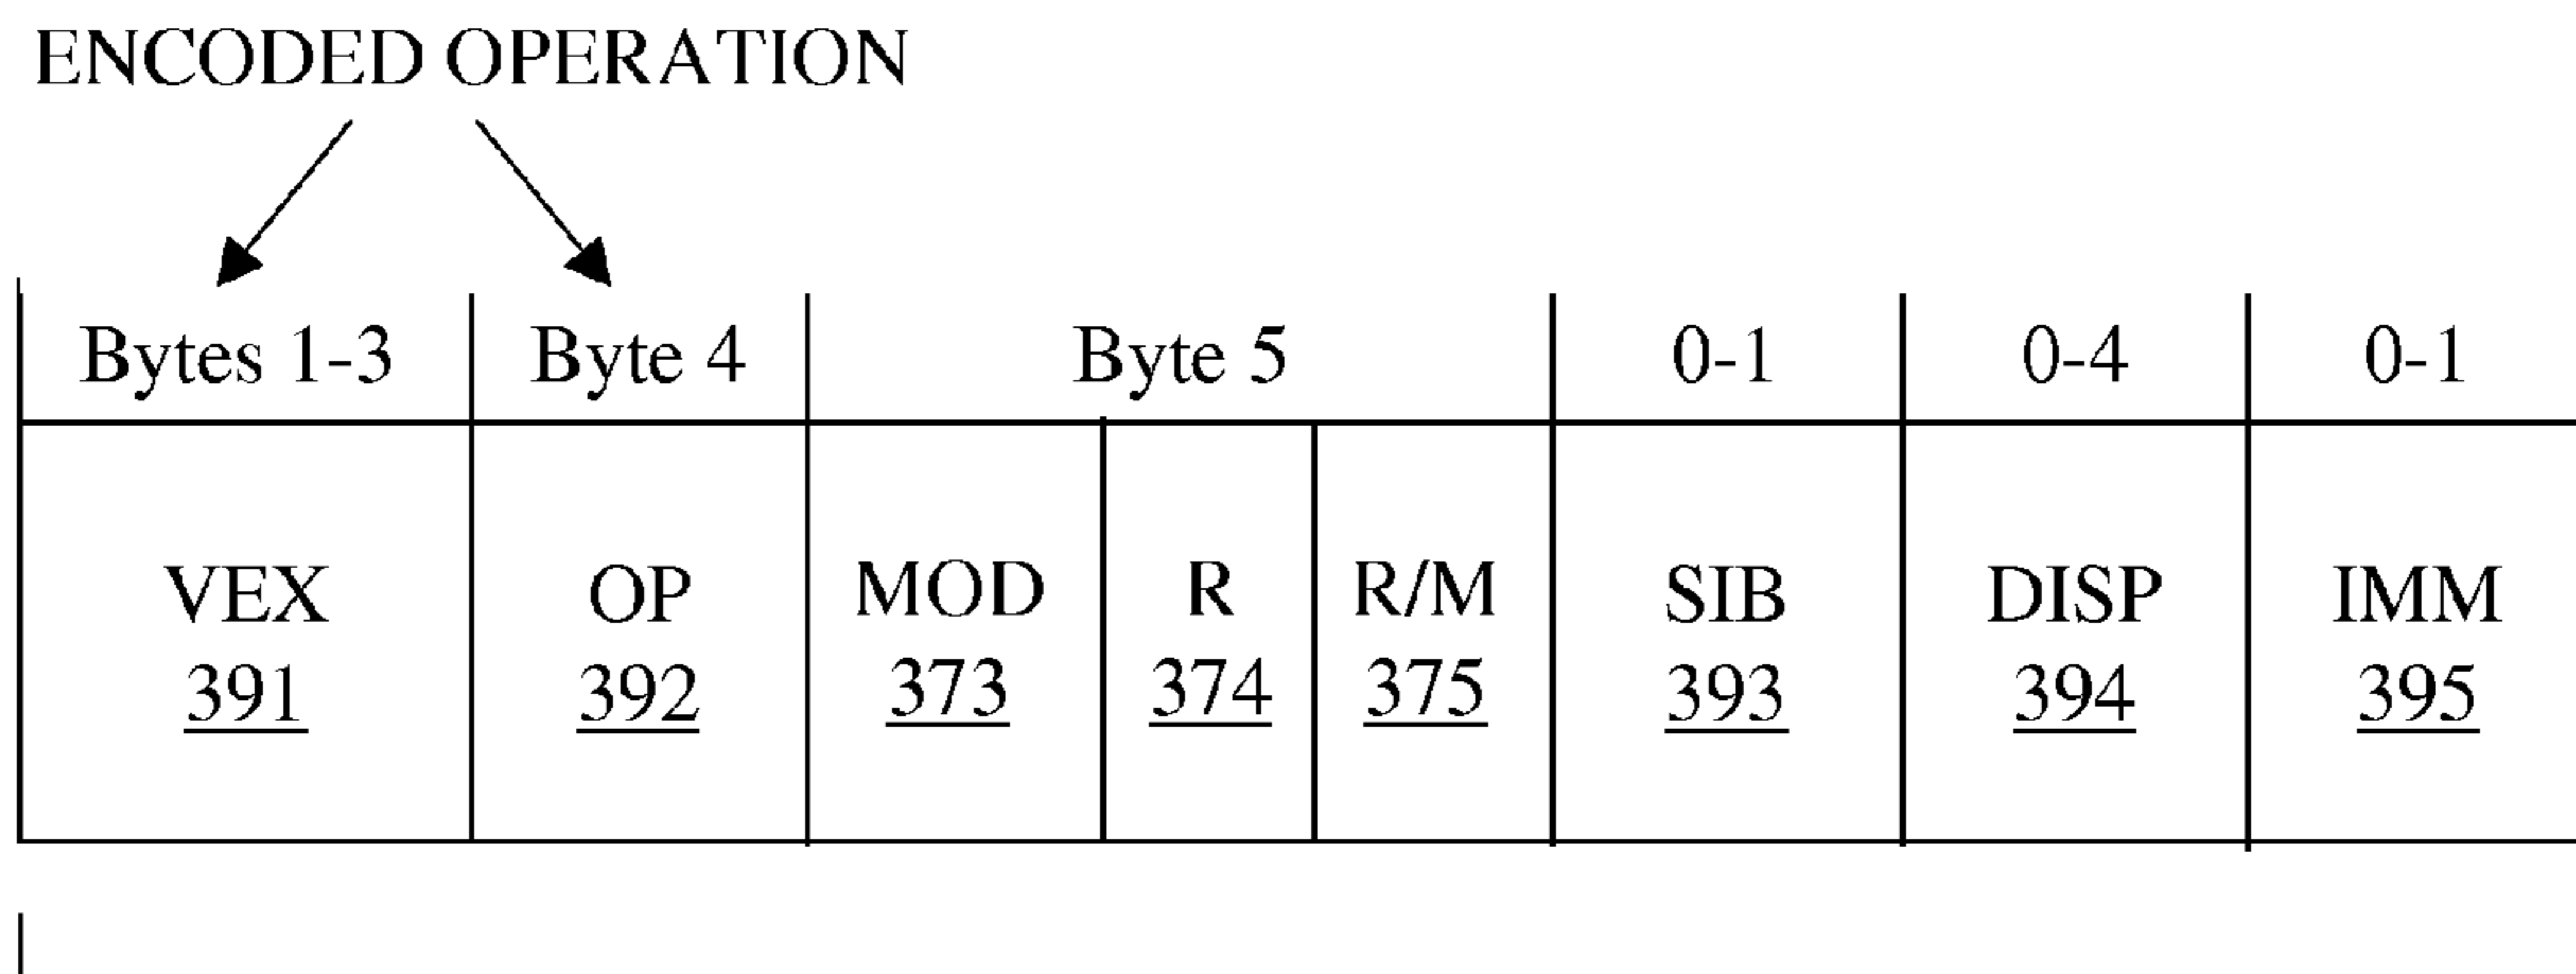 ENCODED OPERATION
Bytes 1-3 Byte 4 Byte 5 0-1 0-4 0-1
VEX OP MOD R R/M SIB DISP IMM
391 392 373 374 375 393 394 395